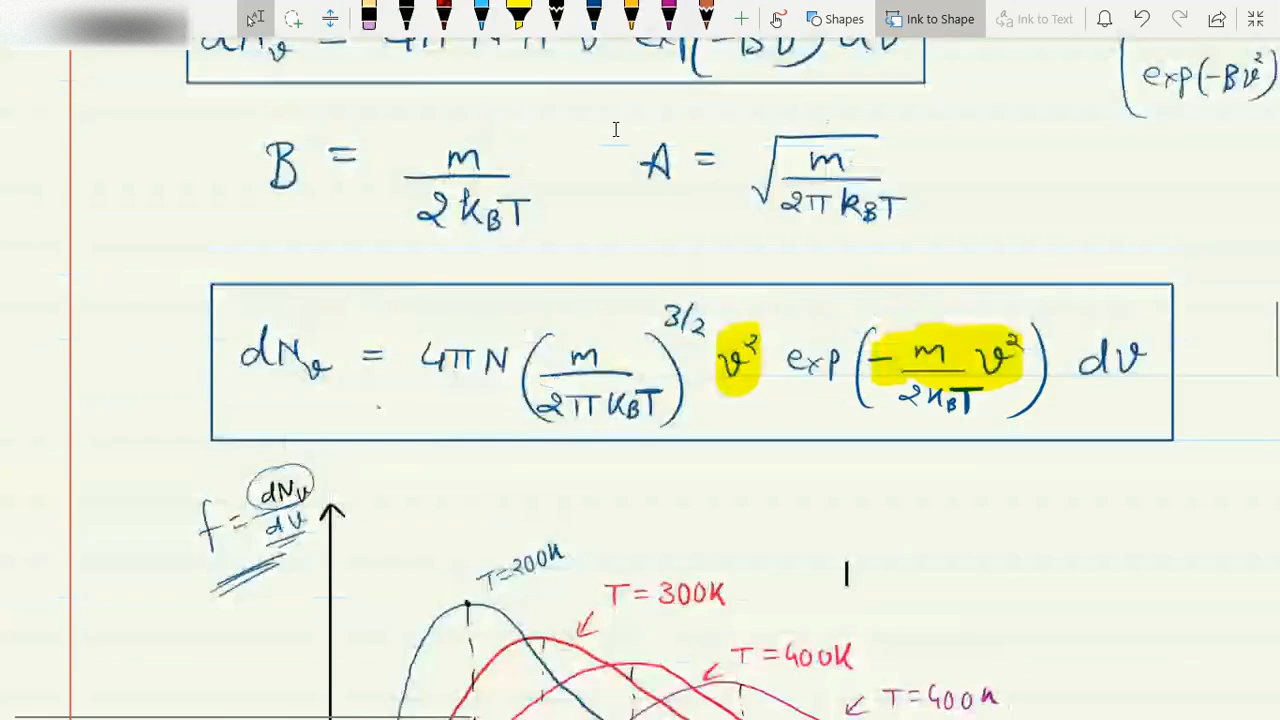 Shapes Ink to Shape Ink to Text
exp(-Bv²)
B = m / 2k_BT A = √(m / 2πk_BT)
dN_v = 4πN (m / 2πk_BT)^3/2 v² exp(- m / 2k_BT v²) dv
f = dN_v / dv
T=200K
T = 300K
T = 400K
T = 400K